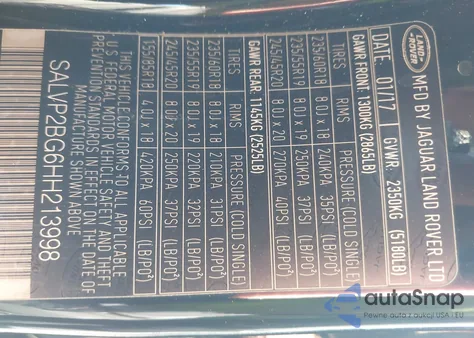 LAND ROVER
MFD BY JAGUAR LAND ROVER LTD
DATE: 01/17 GVWR: 2350KG (5180LB)
GAWR FRONT: 1300KG (2865LB)
TIRES RIMS PRESSURE (COLD SINGLE)
235/60R18 8.0J x 18 240KPA 35PSI (LB/PO²)
235/55R19 8.0J x 19 220KPA 32PSI (LB/PO²)
245/45R20 8.0J x 20 270KPA 40PSI (LB/PO²)
GAWR REAR: 1145KG (2525LB)
TIRES RIMS PRESSURE (COLD SINGLE)
235/60R18 8.0J x 18 210KPA 31PSI (LB/PO²)
235/55R19 8.0J x 19 220KPA 32PSI (LB/PO²)
245/45R20 8.0J x 20 250KPA 37PSI (LB/PO²)
155/85R18 4.0J x 18 420KPA 60PSI (LB/PO²)
THIS VEHICLE CONFORMS TO ALL APPLICABLE
U.S FEDERAL MOTOR VEHICLE SAFETY AND THEFT
PREVENTION STANDARDS IN EFFECT ON THE DATE OF
MANUFACTURE SHOWN ABOVE
SALVP2BG6HH213998
autoSnap
Pewne auta z aukcji USA i EU